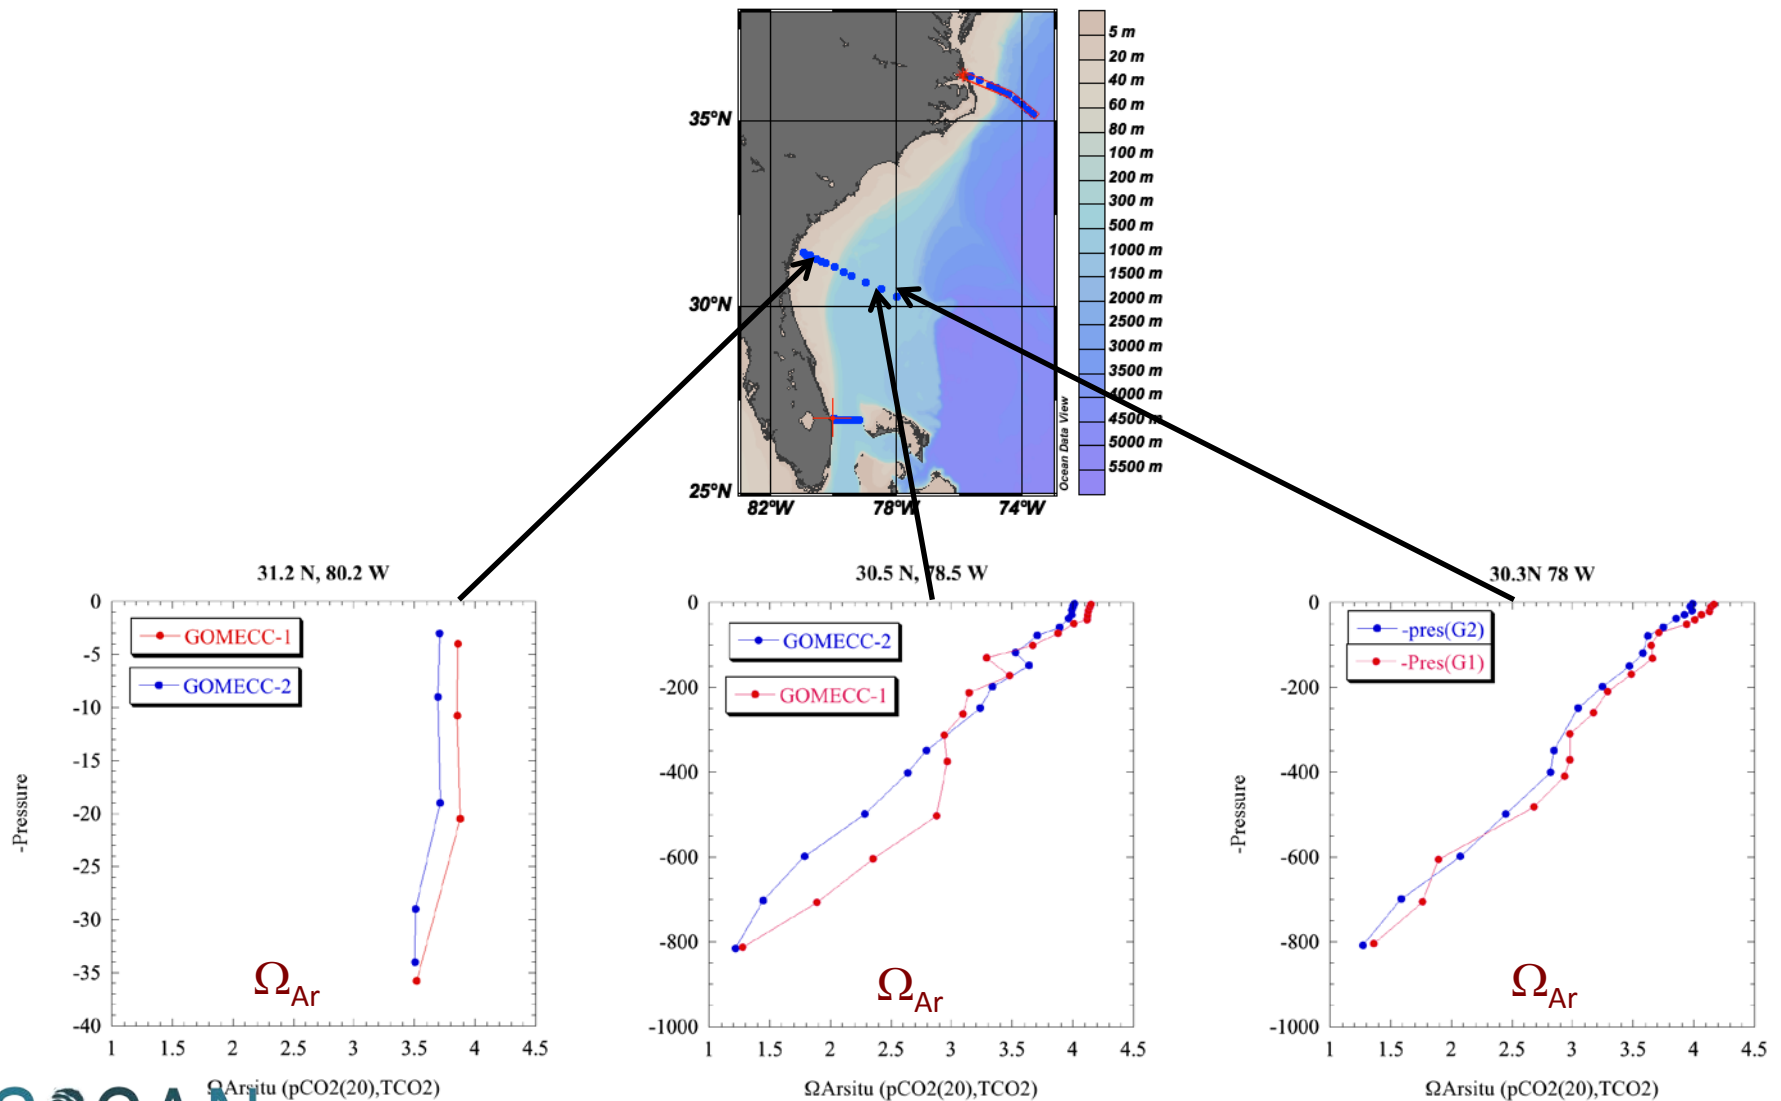 5 m
20 m
40 m
60 m
80 m
100 m
200 m
300 m
500 m
1000 m
1500 m
2000 m
2500 m
3000 m
3500 m
4000 m
4500 m
5000 m
5500 m
Ocean Data View
35°N
30°N
25°N
82°W
78°W
74°W
31.2 N, 80.2 W
GOMECC-1
GOMECC-2
0
-5
-10
-15
-20
-25
-30
-35
-40
-Pressure
ΩAr
1 1.5 2 2.5 3 3.5 4 4.5
ΩArsitu (pCO2(20),TCO2)
30.5 N, 78.5 W
GOMECC-2
GOMECC-1
0
-200
-400
-600
-800
-1000
ΩAr
1 1.5 2 2.5 3 3.5 4 4.5
ΩArsitu (pCO2(20),TCO2)
30.3N 78 W
-pres(G2)
-Pres(G1)
0
-200
-400
-600
-800
-1000
-Pressure
ΩAr
1 1.5 2 2.5 3 3.5 4 4.5
ΩArsitu (pCO2(20),TCO2)